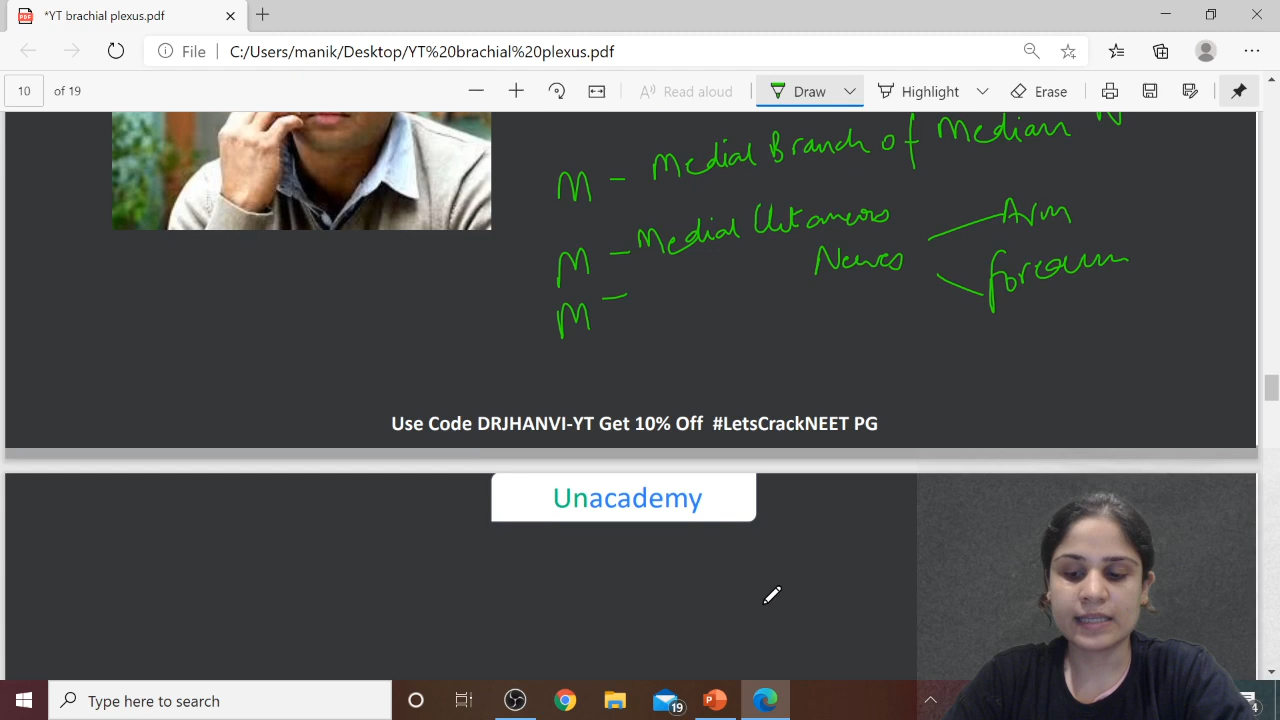 *YT brachial plexus.pdf
File C:/Users/manik/Desktop/YT%20brachial%20plexus.pdf
10 of 19
Read aloud Draw Highlight Erase
M - Medial Branch of Median N
M - Medial Cutaneous Nerves
Arm
forearm
M -
Use Code DRJHANVI-YT Get 10% Off #LetsCrackNEET PG
Unacademy
Type here to search
19